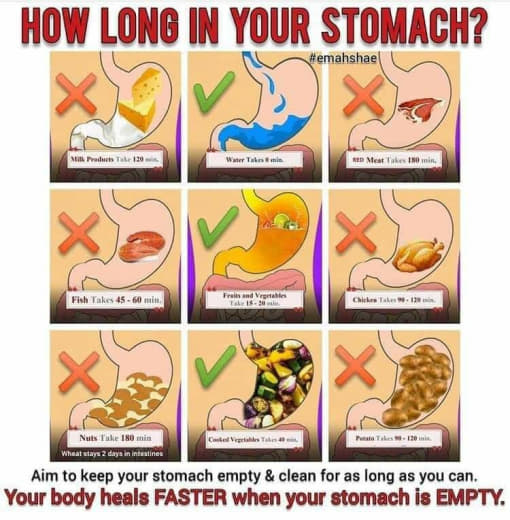 HOW LONG IN YOUR STOMACH?
#emahshae
Milk Products Take 120 min.
Water Takes 0 min.
RED Meat Takes 180 min.
Fish Takes 45 - 60 min.
Fruits and Vegetables
Take 15 - 20 min.
Chicken Takes 90 - 120 min.
Nuts Take 180 min
Wheat stays 2 days in intestines
Cooked Vegetables Takes 40 min.
Potato Takes 90 - 120 min.
Aim to keep your stomach empty & clean for as long as you can.
Your body heals FASTER when your stomach is EMPTY.